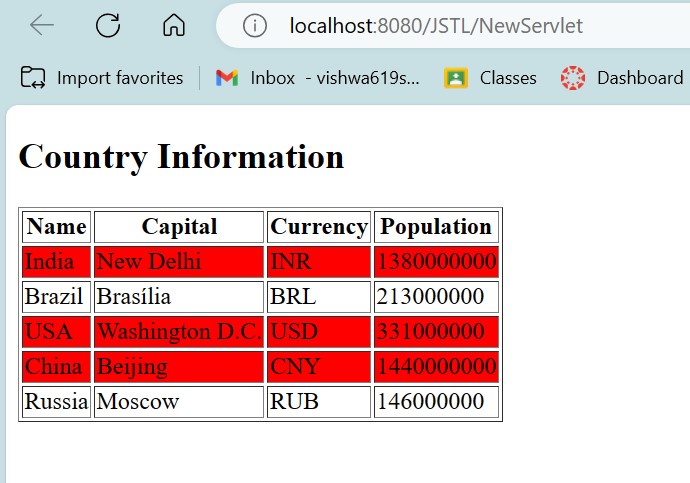 localhost:8080/JSTL/NewServlet
Import favorites Inbox - vishwa619s... Classes Dashboard
Country Information
Name Capital Currency Population
India New Delhi INR 1380000000
Brazil Brasília BRL 213000000
USA Washington D.C. USD 331000000
China Beijing CNY 1440000000
Russia Moscow RUB 146000000